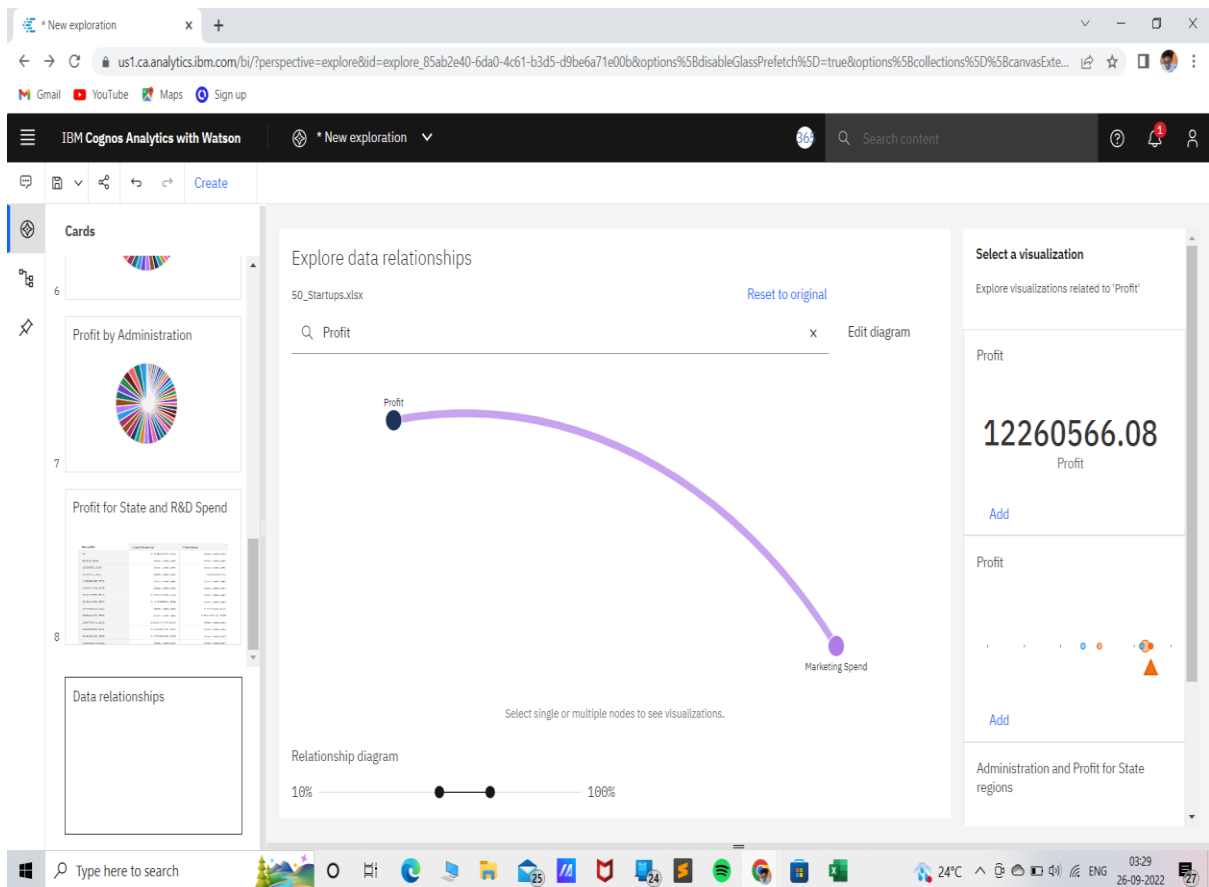 * New exploration
us1.ca.analytics.ibm.com/bi/?perspective=explore&id=explore_85ab2e40-6da0-4c61-b3d5-d9be6a71e00b&options%5BdisableGlassPrefetch%5D=true&options%5Bcollections%5D%5BcanvasExte...
Gmail YouTube Maps Sign up
IBM Cognos Analytics with Watson * New exploration 365 Search content 1
Create
Cards
6
Profit by Administration
7
Profit for State and R&D Spend
8
Data relationships
Explore data relationships
50_Startups.xlsx Reset to original
Profit x Edit diagram
Profit
Marketing Spend
Select single or multiple nodes to see visualizations.
Relationship diagram
10% 100%
Select a visualization
Explore visualizations related to 'Profit'
Profit
12260566.08
Profit
Add
Profit
Add
Administration and Profit for State
regions
Type here to search 25 24 24°C ENG 03:29
26-09-2022 27